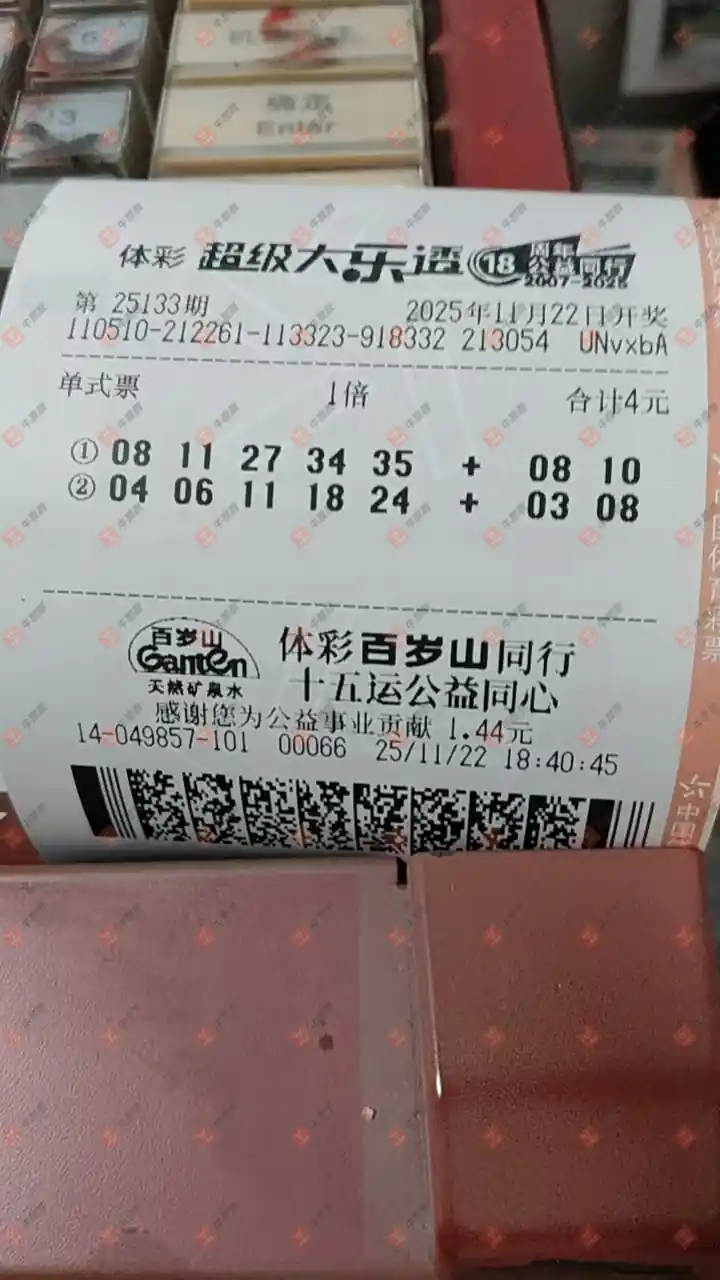 6
3
确定
Enter
体彩 超级大乐透 18 周年 公益同行 2007-2025
第 25133期 2025年11月22日开奖
110510-212261-113323-918332 213054 UNvxbA
单式票 1倍 合计4元
① 08 11 27 34 35 + 08 10
② 04 06 11 18 24 + 03 08
百岁山
Ganten
天然矿泉水
体彩百岁山同行
十五运公益同心
感谢您为公益事业贡献 1.44元
14-049857-101 00066 25/11/22 18:40:45